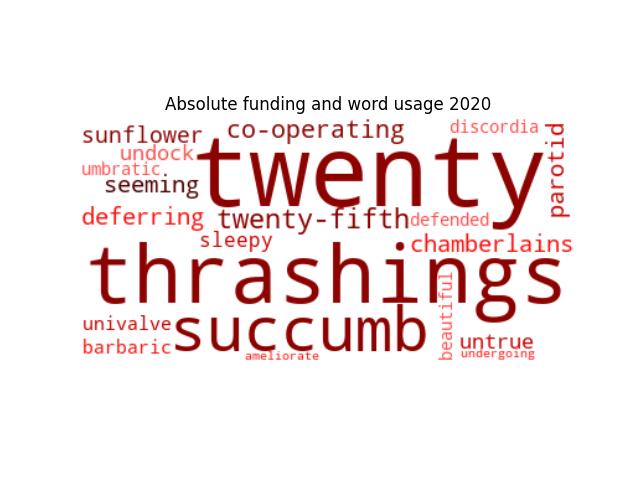 Absolute funding and word usage 2020
sunflower
co-operating
discordia
undock
twenty
parotid
umbratic
seeming
deferring
twenty-fifth
defended
sleepy
chamberlains
thrashings
beautiful
univalve
succumb
barbaric
untrue
ameliorate
undergoing